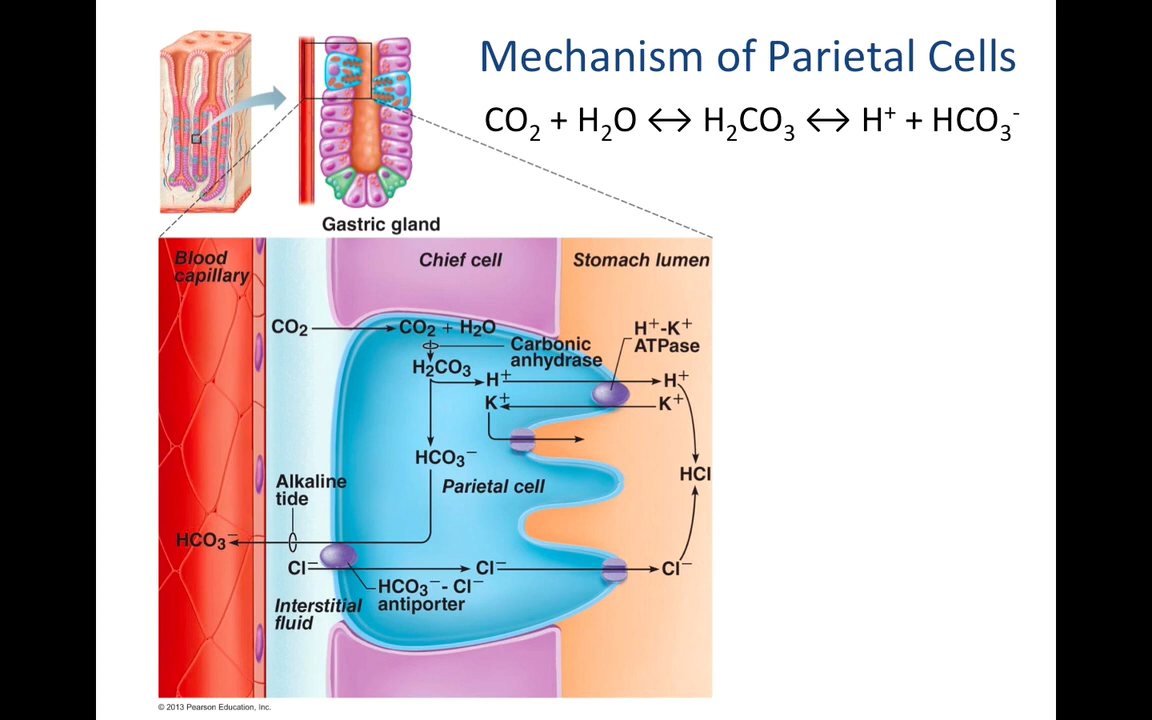 Mechanism of Parietal Cells
CO₂ + H₂O ↔ H₂CO₃ ↔ H⁺ + HCO₃⁻
Gastric gland
Blood
capillary
Chief cell
Stomach lumen
CO₂
CO₂ + H₂O
H⁺-K⁺
ATPase
Carbonic
anhydrase
H₂CO₃
H⁺
H⁺
K⁺
K⁺
HCO₃⁻
HCl
Alkaline
tide
Parietal cell
HCO₃⁻
Cl⁻
Cl⁻
Cl⁻
HCO₃⁻- Cl⁻
antiporter
Interstitial
fluid
© 2013 Pearson Education, Inc.